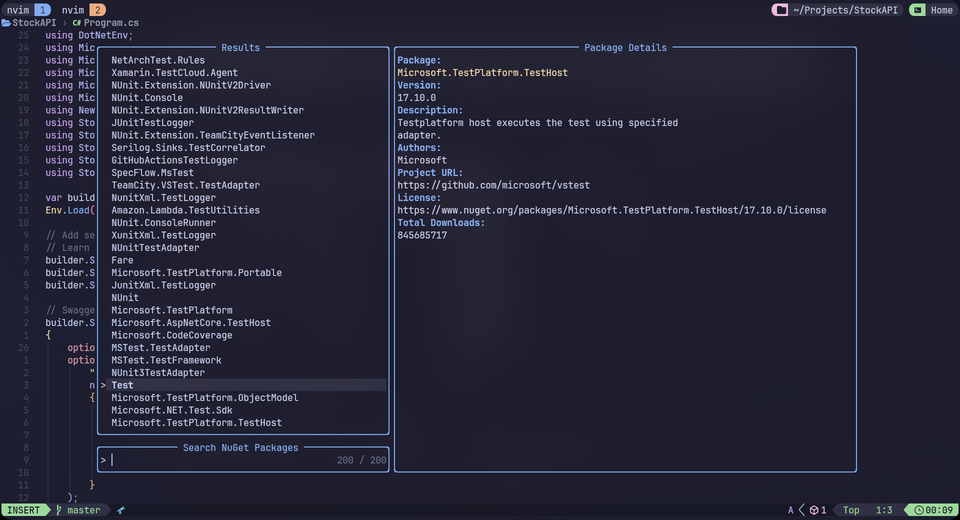 nvim 1 nvim 2 ~/Projects/StockAPI Home
StockAPI > Program.cs
25 using DotNetEnv;
24 using Mic
23 using Mic
22 using Mic
21 using Mic
20 using Mic
19 using New
18 using Sto
17 using Sto
16 using Sto
15 using Sto
14 using Sto
13
12 var build
11 Env.Load(
10
9 // Add se
8 // Learn
7 builder.S
6 builder.S
5 builder.S
4
3 // Swagge
2 builder.S
1 {
26 optio
1 optio
2 "
3 n
4 {
5
6
7
8
9
10
11 }
12 );
Results
NetArchTest.Rules
Xamarin.TestCloud.Agent
NUnit.Extension.NUnitV2Driver
NUnit.Console
NUnit.Extension.NUnitV2ResultWriter
JUnitTestLogger
NUnit.Extension.TeamCityEventListener
Serilog.Sinks.TestCorrelator
GitHubActionsTestLogger
SpecFlow.MsTest
TeamCity.VSTest.TestAdapter
NunitXml.TestLogger
Amazon.Lambda.TestUtilities
NUnit.ConsoleRunner
XunitXml.TestLogger
NUnitTestAdapter
Fare
Microsoft.TestPlatform.Portable
JunitXml.TestLogger
NUnit
Microsoft.TestPlatform
Microsoft.AspNetCore.TestHost
Microsoft.CodeCoverage
MSTest.TestAdapter
MSTest.TestFramework
NUnit3TestAdapter
> Test
Microsoft.TestPlatform.ObjectModel
Microsoft.NET.Test.Sdk
Microsoft.TestPlatform.TestHost
Search NuGet Packages
> 200 / 200
Package Details
Package:
Microsoft.TestPlatform.TestHost
Version:
17.10.0
Description:
Testplatform host executes the test using specified
adapter.
Authors:
Microsoft
Project URL:
https://github.com/microsoft/vstest
License:
https://www.nuget.org/packages/Microsoft.TestPlatform.TestHost/17.10.0/license
Total Downloads:
845685717
INSERT master A 1 Top 1:3 00:09